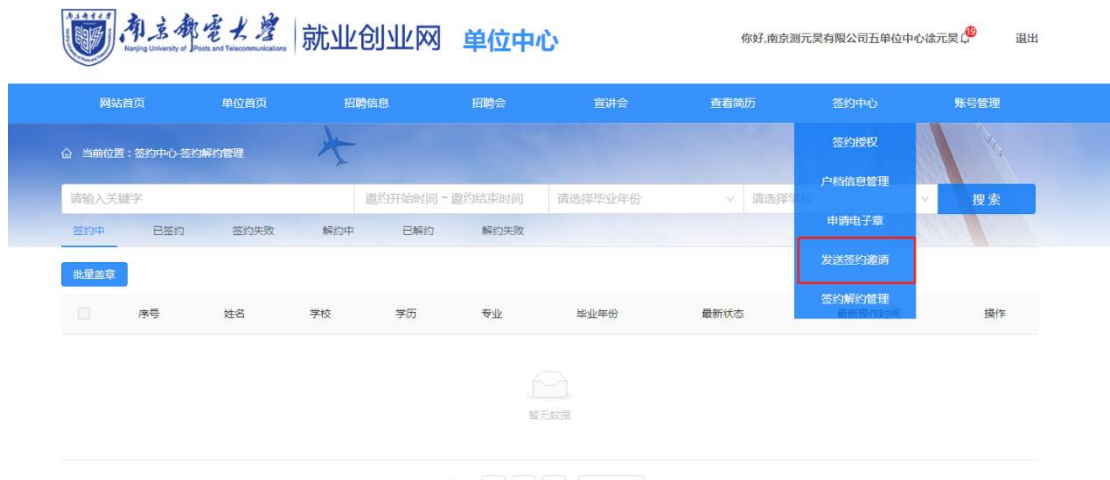 南京邮电大学
Nanjing University of Posts and Telecommunications
就业创业网 单位中心
你好,南京测元昊有限公司五单位中心徐元昊 19 退出
网站首页 单位首页 招聘信息 招聘会 宣讲会 查看简历 签约中心 账号管理
签约授权
当前位置：签约中心-签约解约管理
户档信息管理
请输入关键字 邀约开始时间 ~ 邀约结束时间 请选择毕业年份 请选择学校 搜索
申请电子章
签约中 已签约 签约失败 解约中 已解约 解约失败
发送签约邀请
批量盖章
签约解约管理
序号 姓名 学校 学历 专业 毕业年份 最新状态 最新操作时间 操作
暂无数据